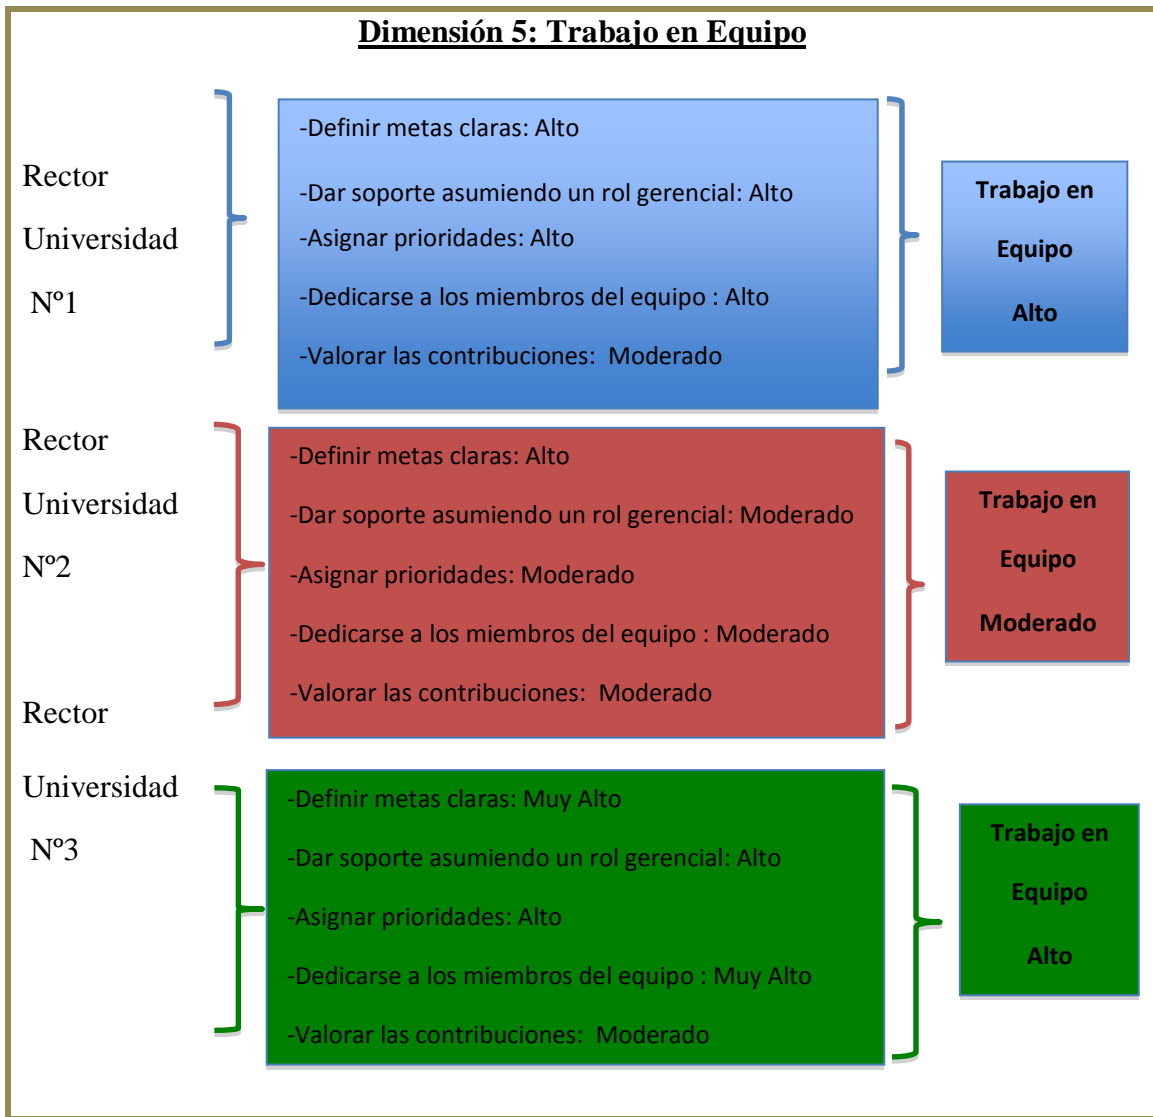 Dimensión 5: Trabajo en Equipo
Rector
Universidad
Nº1
-Definir metas claras: Alto
-Dar soporte asumiendo un rol gerencial: Alto
-Asignar prioridades: Alto
-Dedicarse a los miembros del equipo : Alto
-Valorar las contribuciones:  Moderado
Trabajo en
Equipo
Alto
Rector
Universidad
Nº2
-Definir metas claras: Alto
-Dar soporte asumiendo un rol gerencial: Moderado
-Asignar prioridades: Moderado
-Dedicarse a los miembros del equipo : Moderado
-Valorar las contribuciones:  Moderado
Trabajo en
Equipo
Moderado
Rector
Universidad
Nº3
-Definir metas claras: Muy Alto
-Dar soporte asumiendo un rol gerencial: Alto
-Asignar prioridades: Alto
-Dedicarse a los miembros del equipo : Muy Alto
-Valorar las contribuciones:  Moderado
Trabajo en
Equipo
Alto